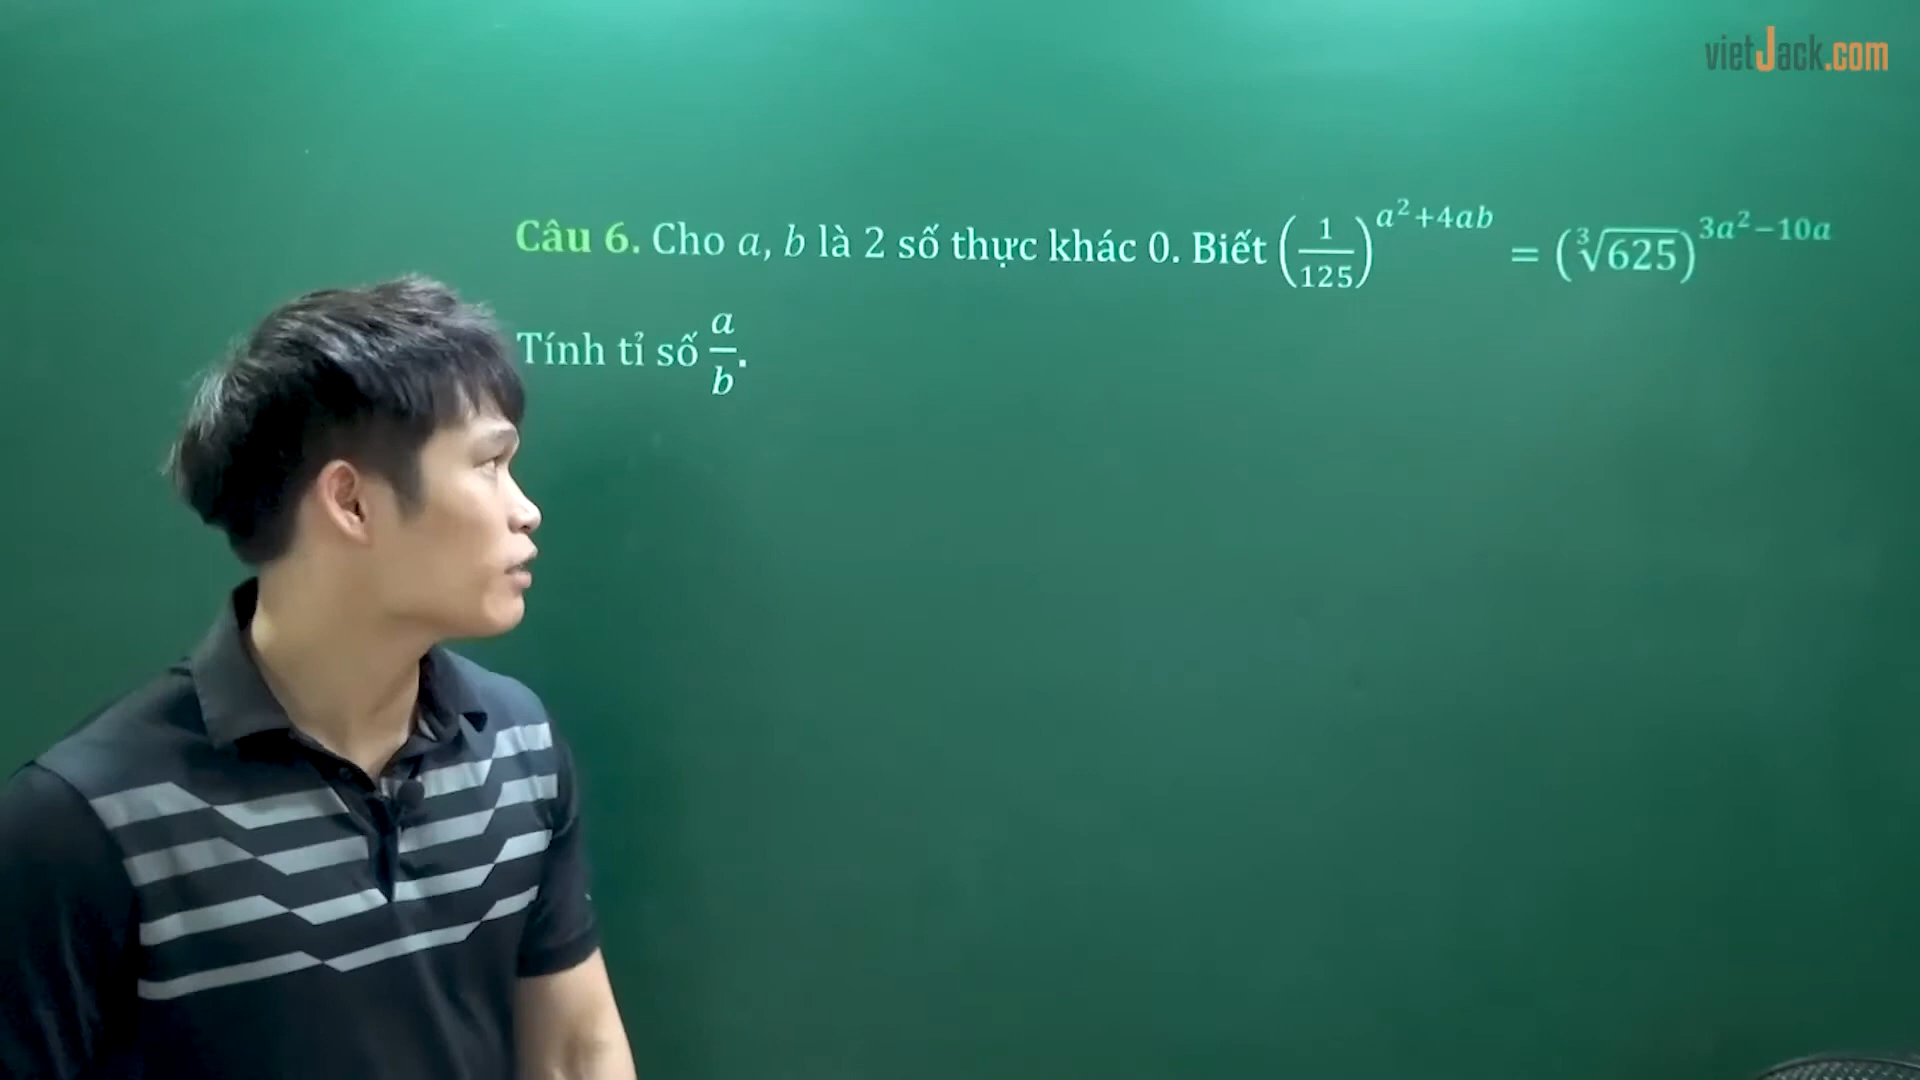 vietJack.com
Câu 6. Cho a, b là 2 số thực khác 0. Biết (1/125)^(a²+4ab) = (∛625)^(3a²−10a
Tính tỉ số a/b.